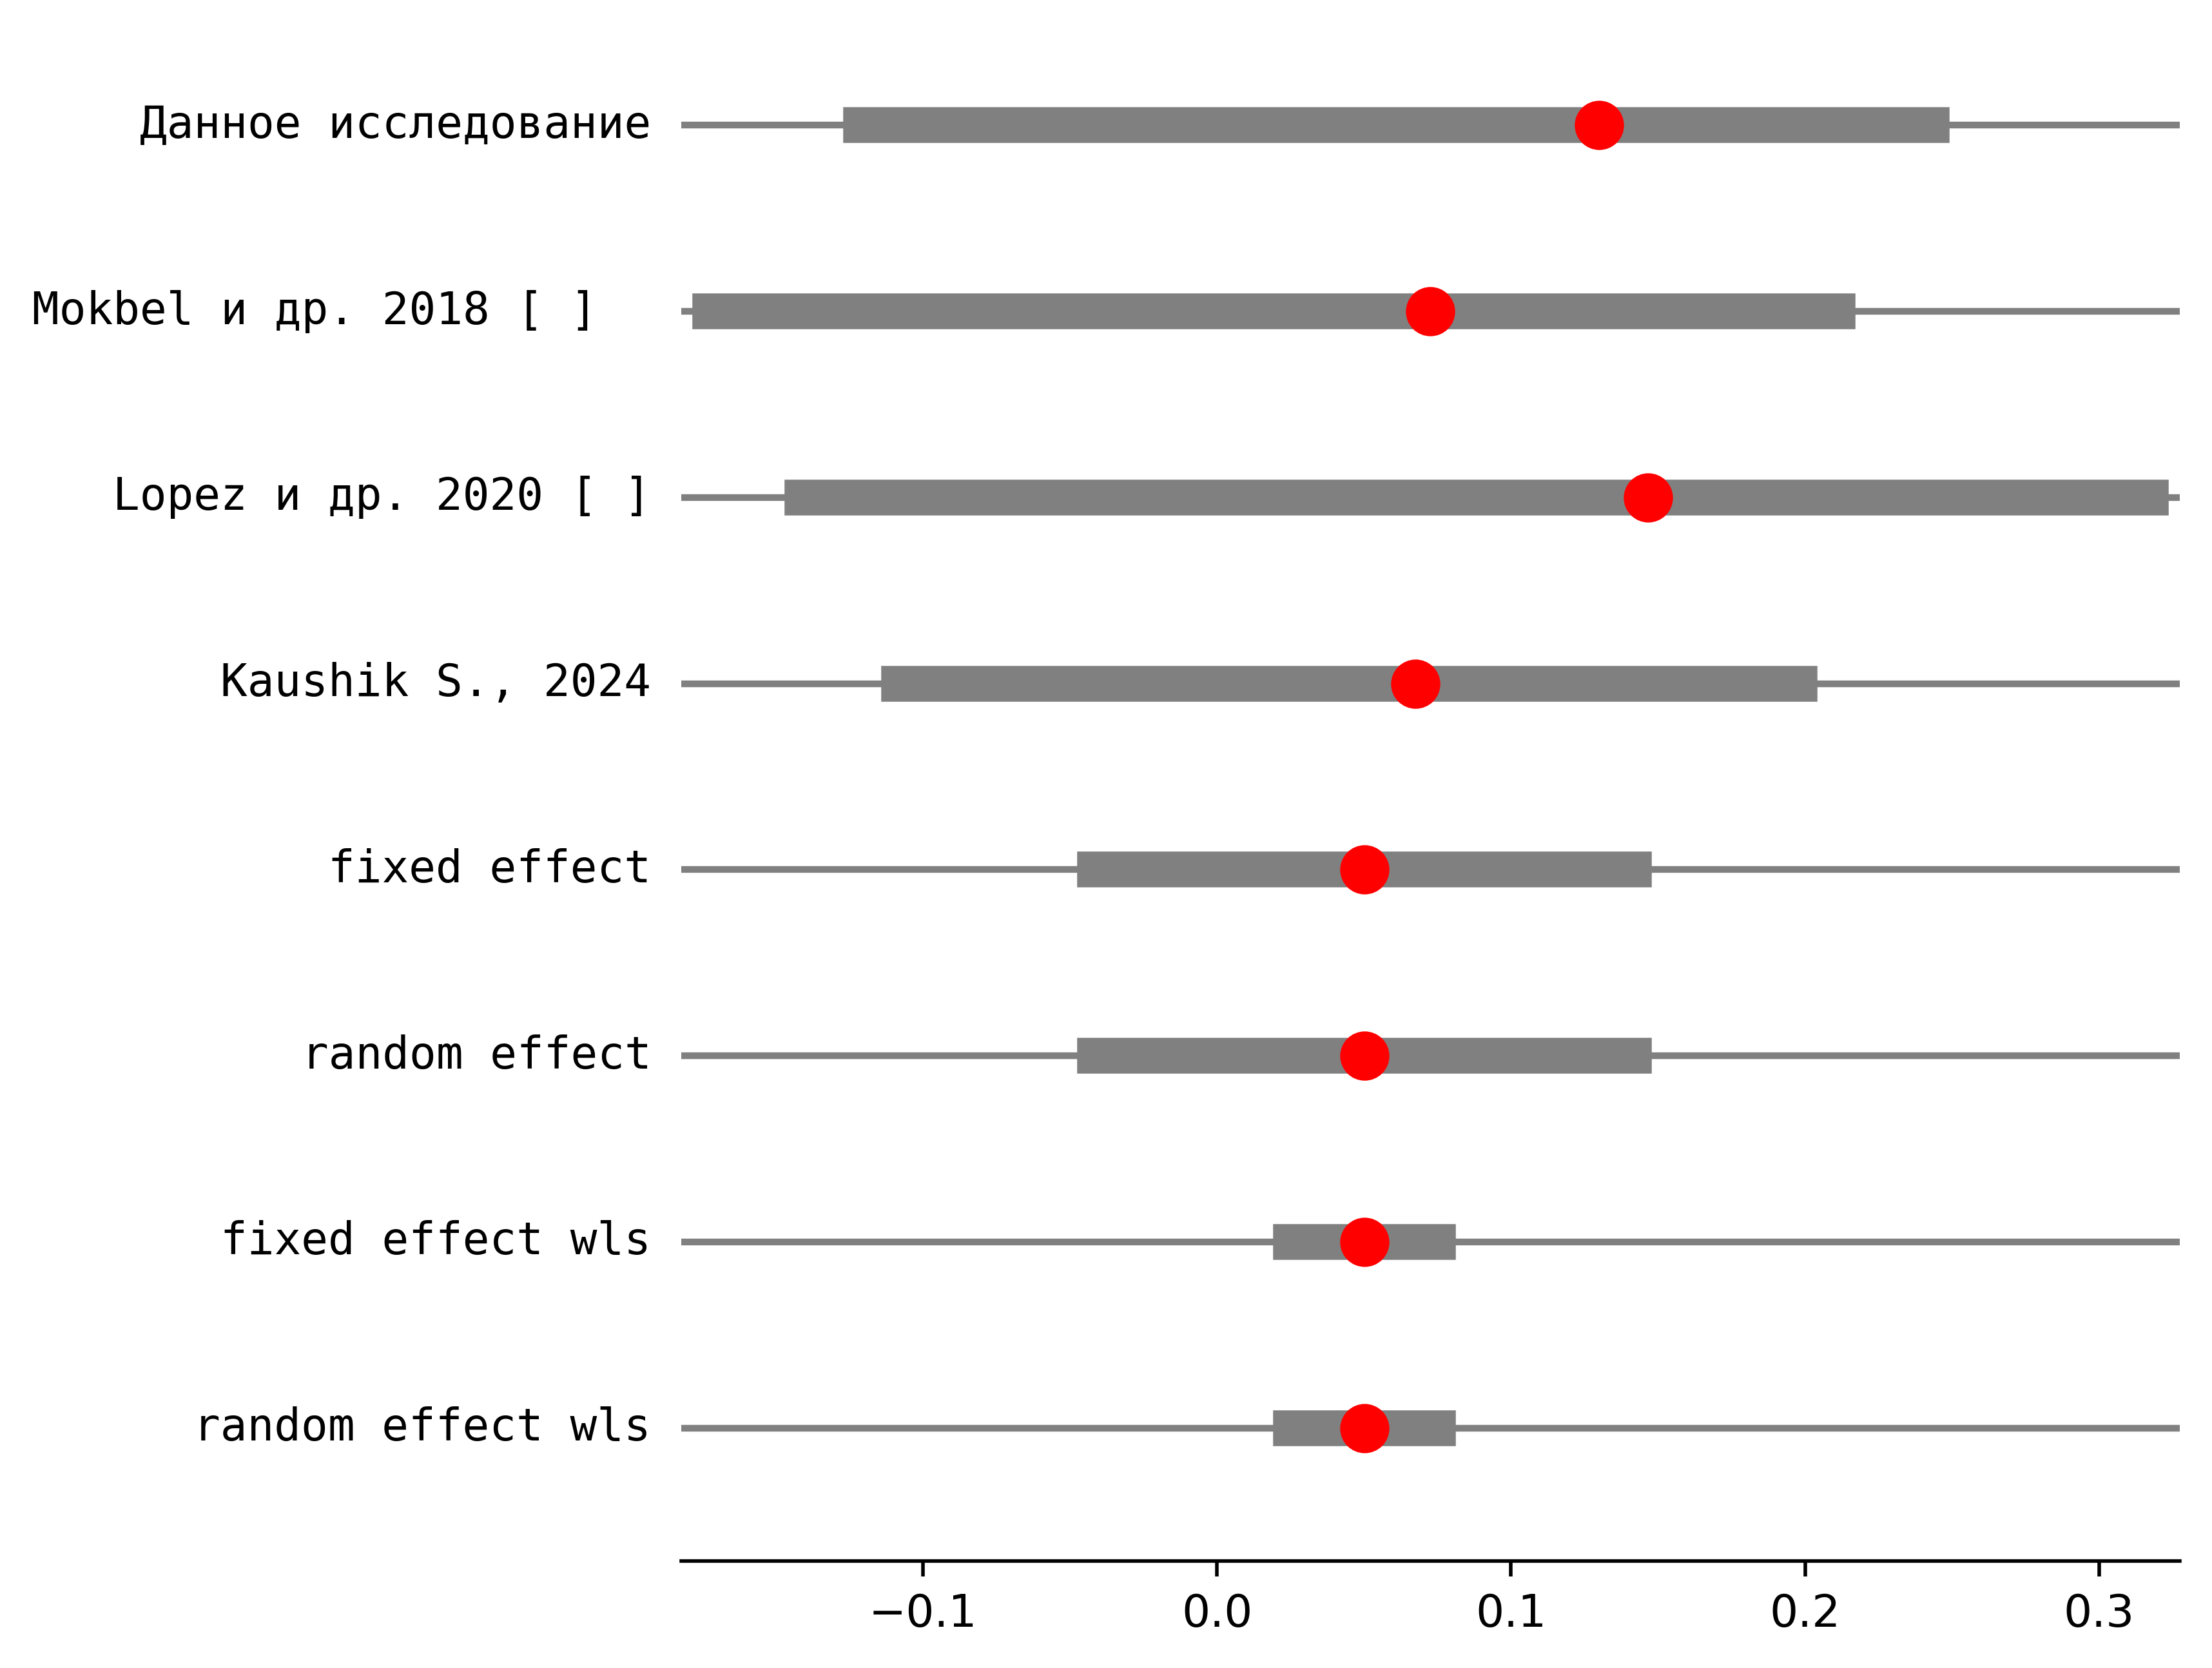 Данное исследование
Mokbel и др. 2018 [ ]
Lopez и др. 2020 [ ]
Kaushik S., 2024
fixed effect
random effect
fixed effect wls
random effect wls
−0.1 0.0 0.1 0.2 0.3